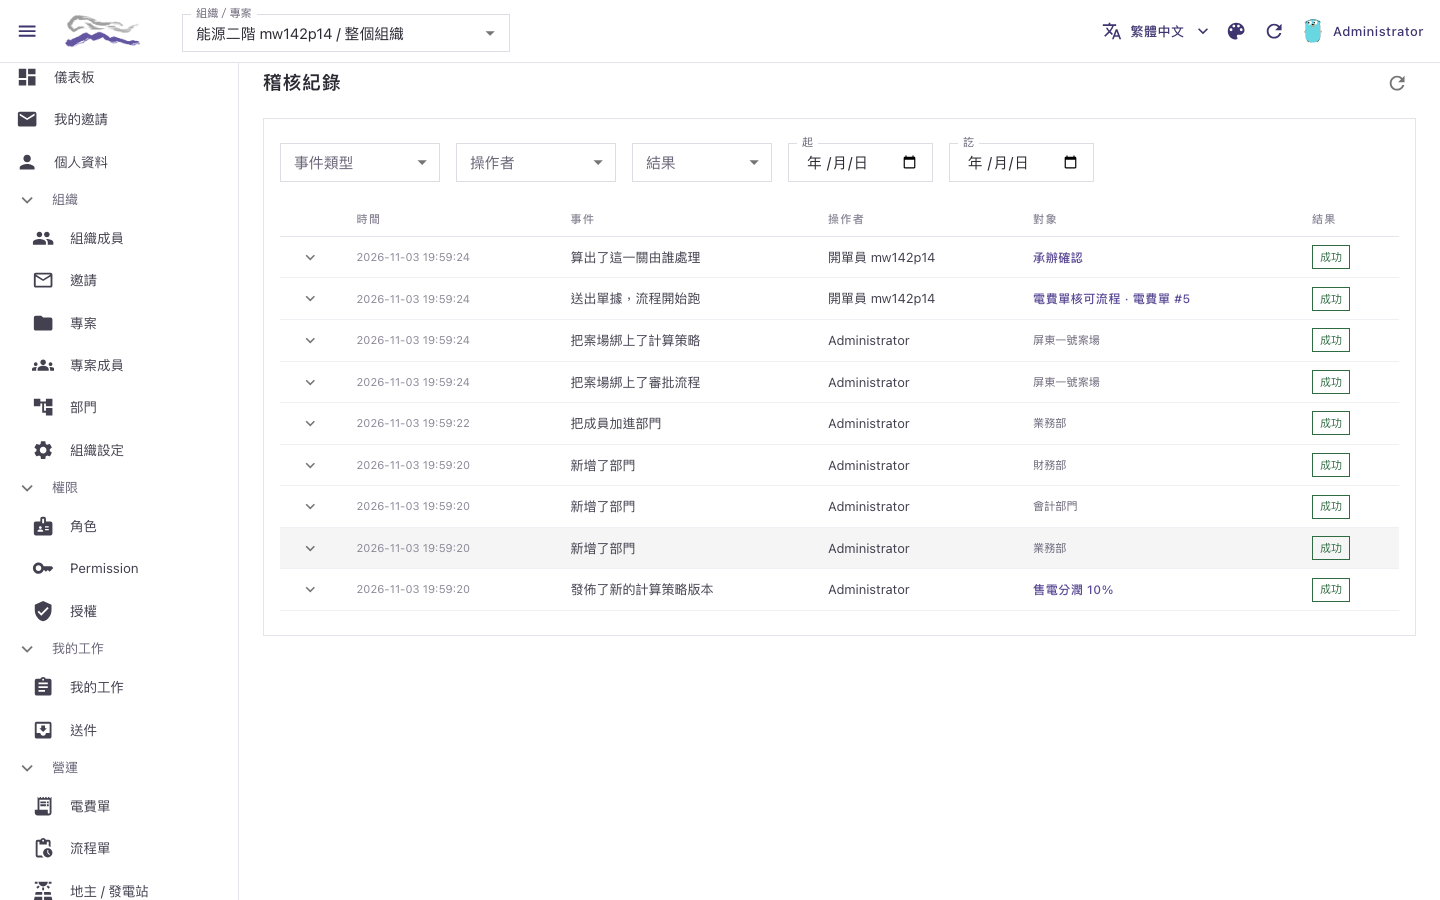 組織 / 專案
能源二階 mw142p14 / 整個組織
繁體中文
Administrator
儀表板
我的邀請
個人資料
組織
組織成員
邀請
專案
專案成員
部門
組織設定
權限
角色
Permission
授權
我的工作
我的工作
送件
營運
電費單
流程單
地主 / 發電站
稽核紀錄
事件類型
操作者
結果
起
年 /月/日
訖
年 /月/日
時間 事件 操作者 對象 結果
2026-11-03 19:59:24 算出了這一關由誰處理 開單員 mw142p14 承辦確認 成功
2026-11-03 19:59:24 送出單據，流程開始跑 開單員 mw142p14 電費單核可流程 · 電費單 #5 成功
2026-11-03 19:59:24 把案場綁上了計算策略 Administrator 屏東一號案場 成功
2026-11-03 19:59:24 把案場綁上了審批流程 Administrator 屏東一號案場 成功
2026-11-03 19:59:22 把成員加進部門 Administrator 業務部 成功
2026-11-03 19:59:20 新增了部門 Administrator 財務部 成功
2026-11-03 19:59:20 新增了部門 Administrator 會計部門 成功
2026-11-03 19:59:20 新增了部門 Administrator 業務部 成功
2026-11-03 19:59:20 發佈了新的計算策略版本 Administrator 售電分潤 10% 成功